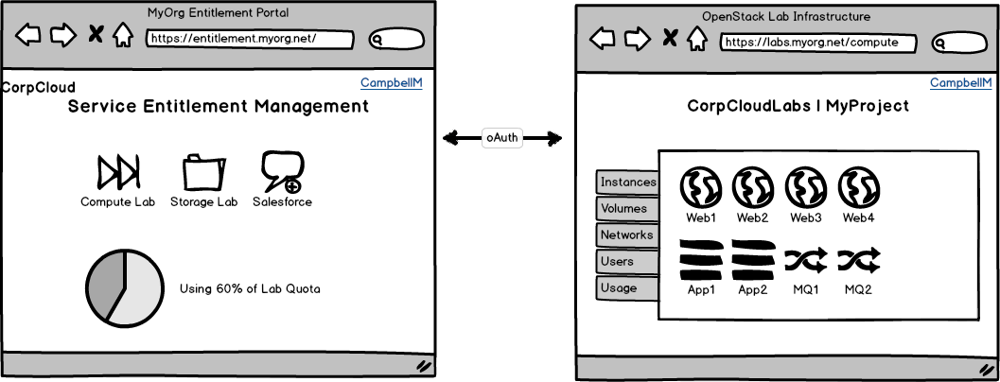 MyOrg Entitlement Portal
https://entitlement.myorg.net/
CampbellM
CorpCloud
Service Entitlement Management
Compute Lab
Storage Lab
Salesforce
Using 60% of Lab Quota
oAuth
OpenStack Lab Infrastructure
https://labs.myorg.net/compute
CampbellM
CorpCloudLabs | MyProject
Instances
Volumes
Networks
Users
Usage
Web1 Web2 Web3 Web4
App1 App2 MQ1 MQ2